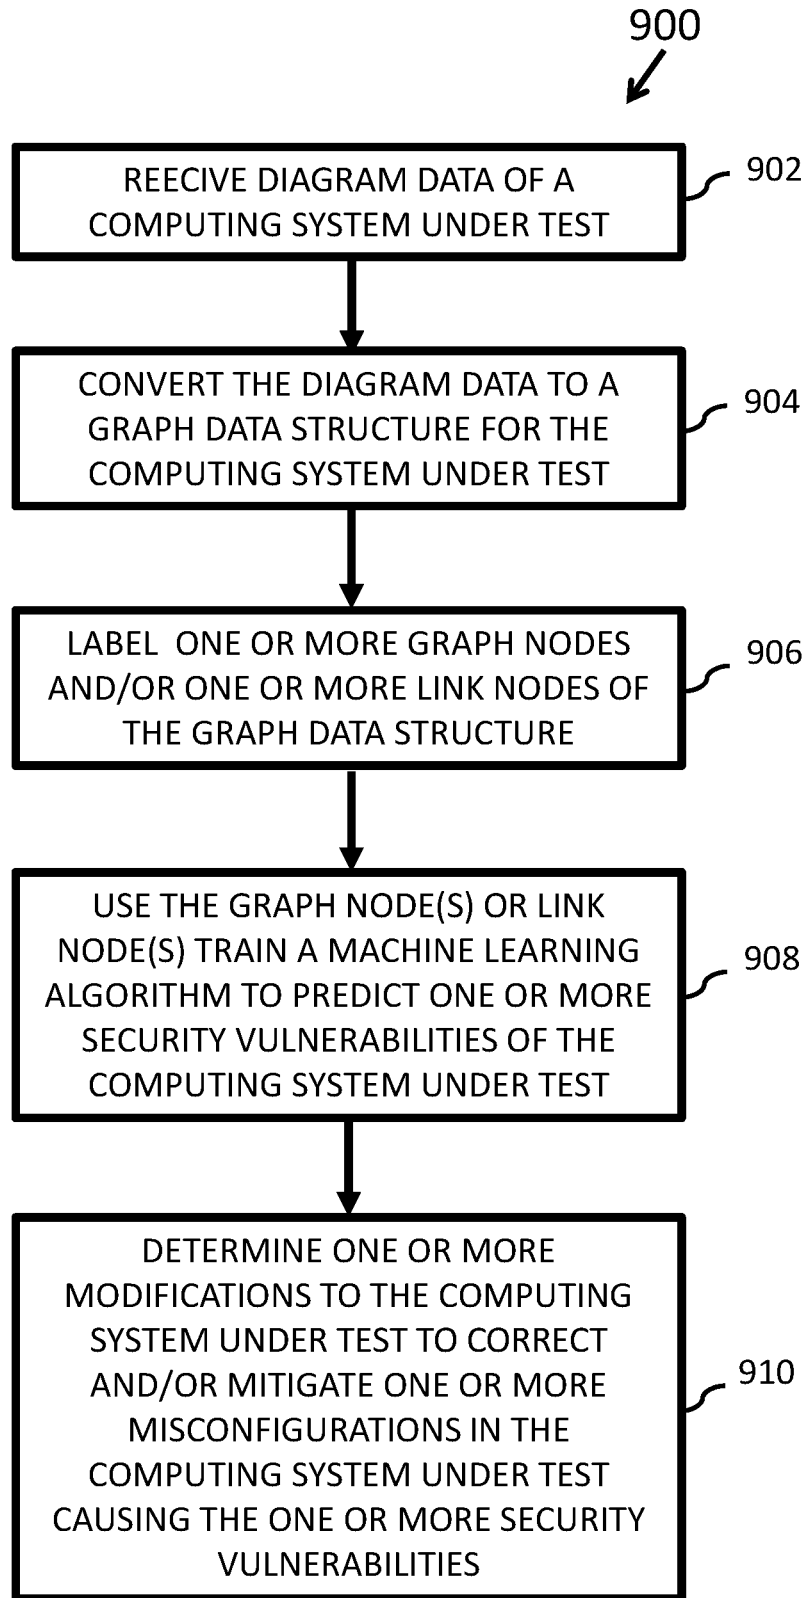 900
REECIVE DIAGRAM DATA OF A
COMPUTING SYSTEM UNDER TEST
902
CONVERT THE DIAGRAM DATA TO A
GRAPH DATA STRUCTURE FOR THE
COMPUTING SYSTEM UNDER TEST
904
LABEL ONE OR MORE GRAPH NODES
AND/OR ONE OR MORE LINK NODES OF
THE GRAPH DATA STRUCTURE
906
USE THE GRAPH NODE(S) OR LINK
NODE(S) TRAIN A MACHINE LEARNING
ALGORITHM TO PREDICT ONE OR MORE
SECURITY VULNERABILITIES OF THE
COMPUTING SYSTEM UNDER TEST
908
DETERMINE ONE OR MORE
MODIFICATIONS TO THE COMPUTING
SYSTEM UNDER TEST TO CORRECT
AND/OR MITIGATE ONE OR MORE
MISCONFIGURATIONS IN THE
COMPUTING SYSTEM UNDER TEST
CAUSING THE ONE OR MORE SECURITY
VULNERABILITIES
910